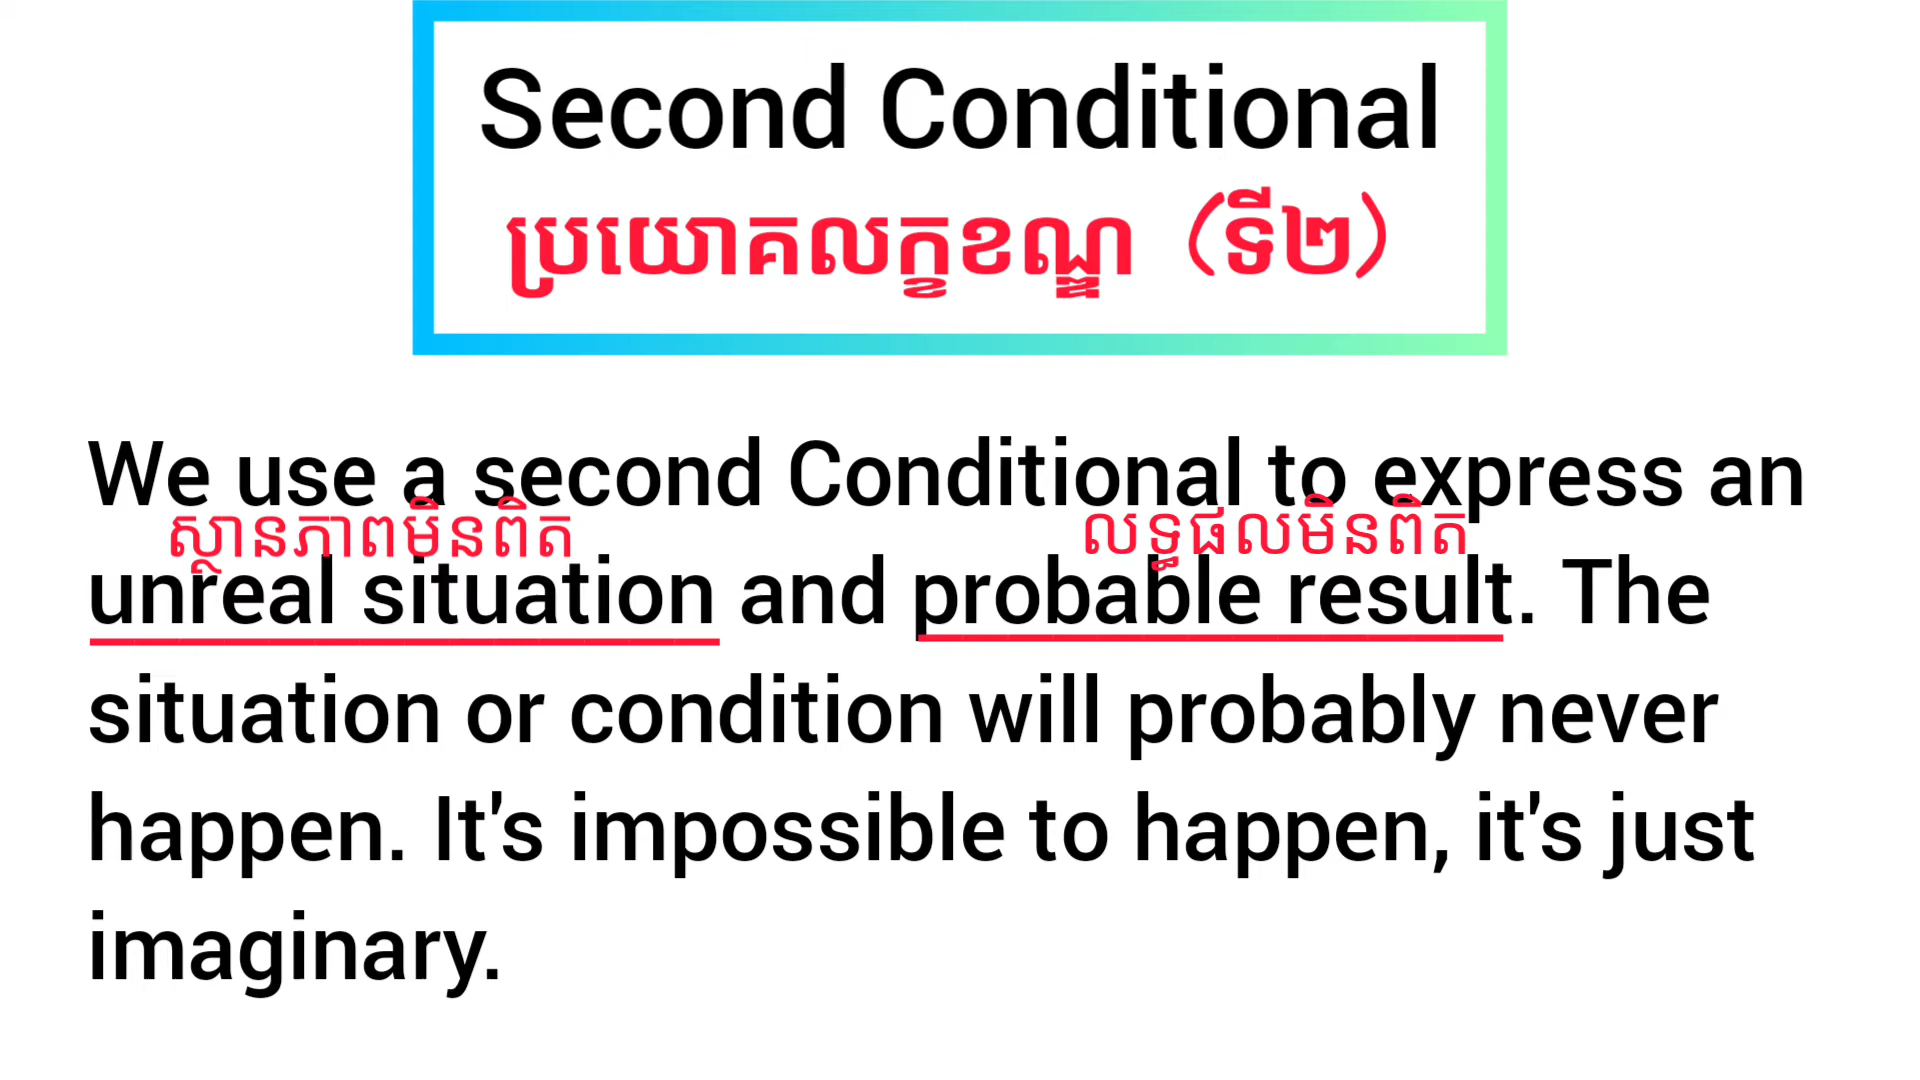 Second Conditional
ប្រយោគលក្ខខណ្ឌ (ទី២)
We use a second Conditional to express an
ស្ថានភាពមិនពិត លទ្ធផលមិនពិត
unreal situation and probable result. The
situation or condition will probably never
happen. It's impossible to happen, it's just
imaginary.